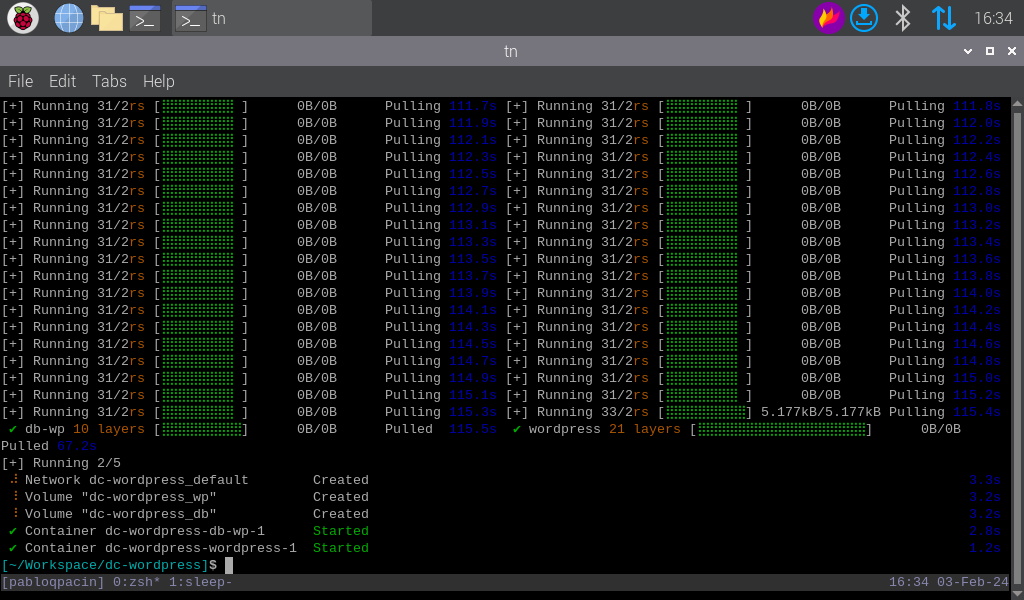 tn
16:34
tn
File Edit Tabs Help
[+] Running 31/2rs [ ] 0B/0B Pulling 111.7s [+] Running 31/2rs [ ] 0B/0B Pulling 111.8s
[+] Running 31/2rs [ ] 0B/0B Pulling 111.9s [+] Running 31/2rs [ ] 0B/0B Pulling 112.0s
[+] Running 31/2rs [ ] 0B/0B Pulling 112.1s [+] Running 31/2rs [ ] 0B/0B Pulling 112.2s
[+] Running 31/2rs [ ] 0B/0B Pulling 112.3s [+] Running 31/2rs [ ] 0B/0B Pulling 112.4s
[+] Running 31/2rs [ ] 0B/0B Pulling 112.5s [+] Running 31/2rs [ ] 0B/0B Pulling 112.6s
[+] Running 31/2rs [ ] 0B/0B Pulling 112.7s [+] Running 31/2rs [ ] 0B/0B Pulling 112.8s
[+] Running 31/2rs [ ] 0B/0B Pulling 112.9s [+] Running 31/2rs [ ] 0B/0B Pulling 113.0s
[+] Running 31/2rs [ ] 0B/0B Pulling 113.1s [+] Running 31/2rs [ ] 0B/0B Pulling 113.2s
[+] Running 31/2rs [ ] 0B/0B Pulling 113.3s [+] Running 31/2rs [ ] 0B/0B Pulling 113.4s
[+] Running 31/2rs [ ] 0B/0B Pulling 113.5s [+] Running 31/2rs [ ] 0B/0B Pulling 113.6s
[+] Running 31/2rs [ ] 0B/0B Pulling 113.7s [+] Running 31/2rs [ ] 0B/0B Pulling 113.8s
[+] Running 31/2rs [ ] 0B/0B Pulling 113.9s [+] Running 31/2rs [ ] 0B/0B Pulling 114.0s
[+] Running 31/2rs [ ] 0B/0B Pulling 114.1s [+] Running 31/2rs [ ] 0B/0B Pulling 114.2s
[+] Running 31/2rs [ ] 0B/0B Pulling 114.3s [+] Running 31/2rs [ ] 0B/0B Pulling 114.4s
[+] Running 31/2rs [ ] 0B/0B Pulling 114.5s [+] Running 31/2rs [ ] 0B/0B Pulling 114.6s
[+] Running 31/2rs [ ] 0B/0B Pulling 114.7s [+] Running 31/2rs [ ] 0B/0B Pulling 114.8s
[+] Running 31/2rs [ ] 0B/0B Pulling 114.9s [+] Running 31/2rs [ ] 0B/0B Pulling 115.0s
[+] Running 31/2rs [ ] 0B/0B Pulling 115.1s [+] Running 31/2rs [ ] 0B/0B Pulling 115.2s
[+] Running 31/2rs [ ] 0B/0B Pulling 115.3s [+] Running 33/2rs [ ] 5.177kB/5.177kB Pulling 115.4s
✔ db-wp 10 layers [ ] 0B/0B Pulled 115.5s ✔ wordpress 21 layers [ ] 0B/0B
Pulled 67.2s
[+] Running 2/5
Network dc-wordpress_default Created 3.3s
Volume "dc-wordpress_wp" Created 3.2s
Volume "dc-wordpress_db" Created 3.2s
✔ Container dc-wordpress-db-wp-1 Started 2.8s
✔ Container dc-wordpress-wordpress-1 Started 1.2s
[~/Workspace/dc-wordpress]$
[pabloqpacin] 0:zsh* 1:sleep- 16:34 03-Feb-24